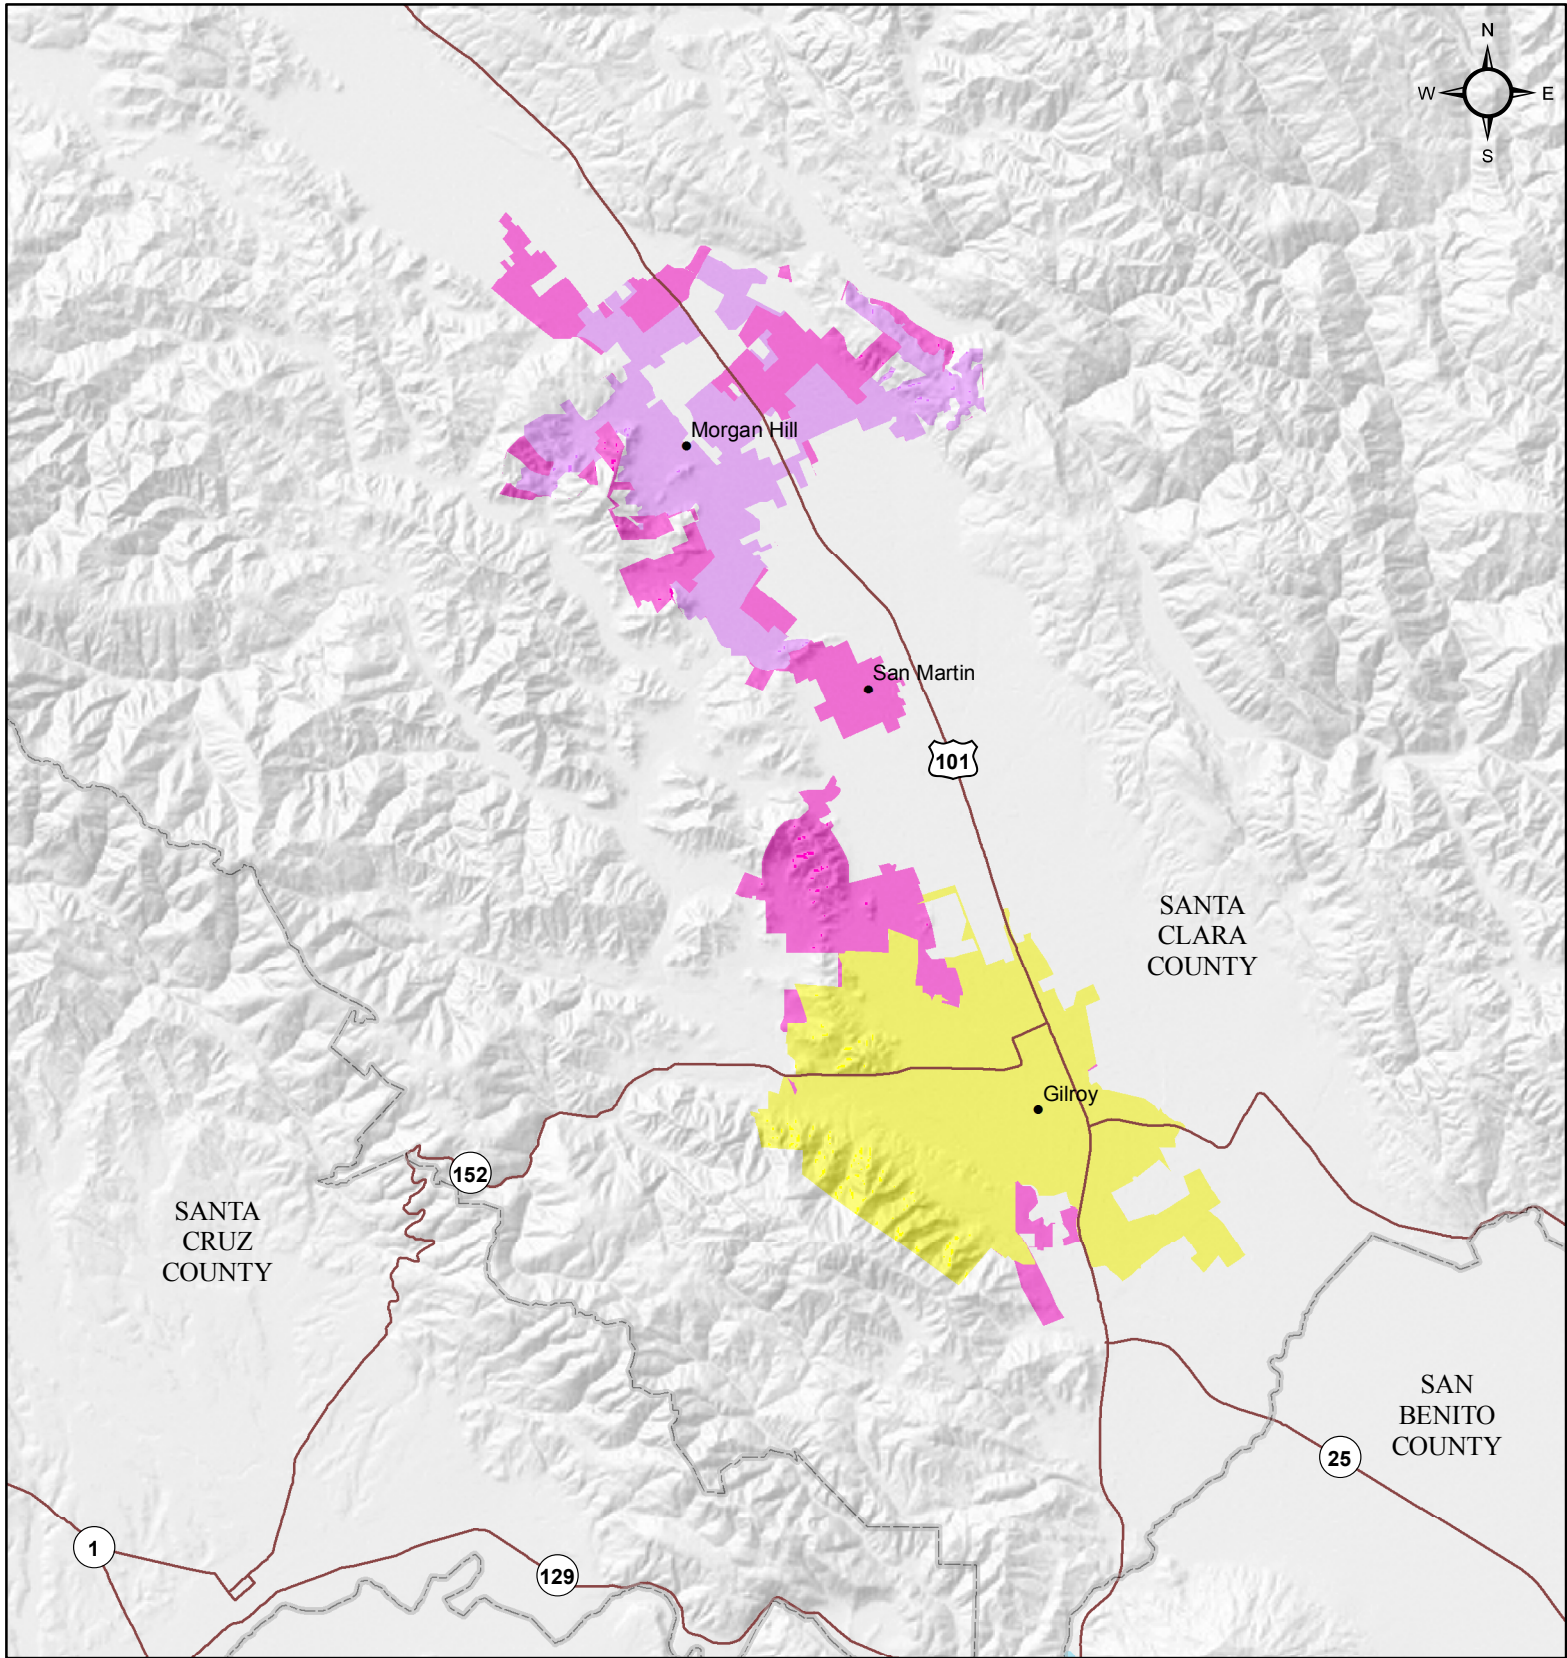 N
W E
S
Morgan Hill
San Martin
101
SANTA
CLARA
COUNTY
Gilroy
152
SANTA
CRUZ
COUNTY
SAN
BENITO
COUNTY
25
1
129